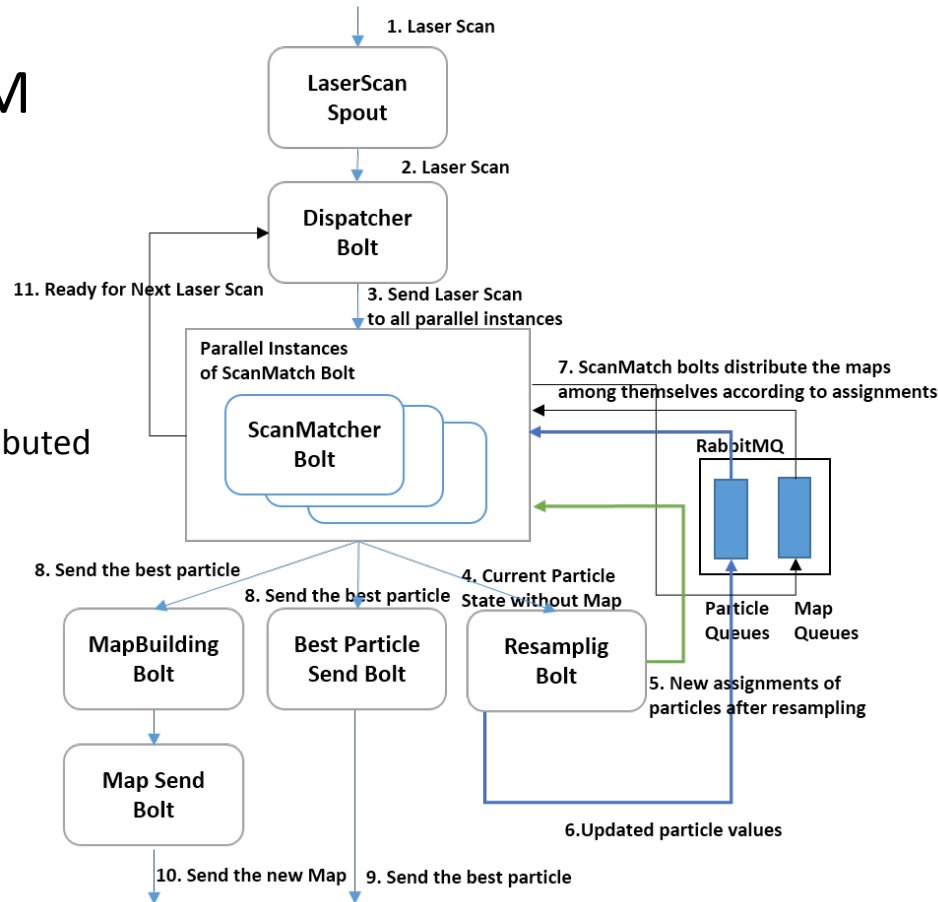 1. Laser Scan
M
LaserScan
Spout
2. Laser Scan
Dispatcher
Bolt
11. Ready for Next Laser Scan
3. Send Laser Scan
to all parallel instances
Parallel Instances
of ScanMatch Bolt
7. ScanMatch bolts distribute the maps
among themselves according to assignments
ScanMatcher
Bolt
buted
RabbitMQ
8. Send the best particle
8. Send the best particle
4. Current Particle
State without Map
Particle
Queues
Map
Queues
MapBuilding
Bolt
Best Particle
Send Bolt
Resamplig
Bolt
5. New assignments of
particles after resampling
Map Send
Bolt
6.Updated particle values
10. Send the new Map
9. Send the best particle